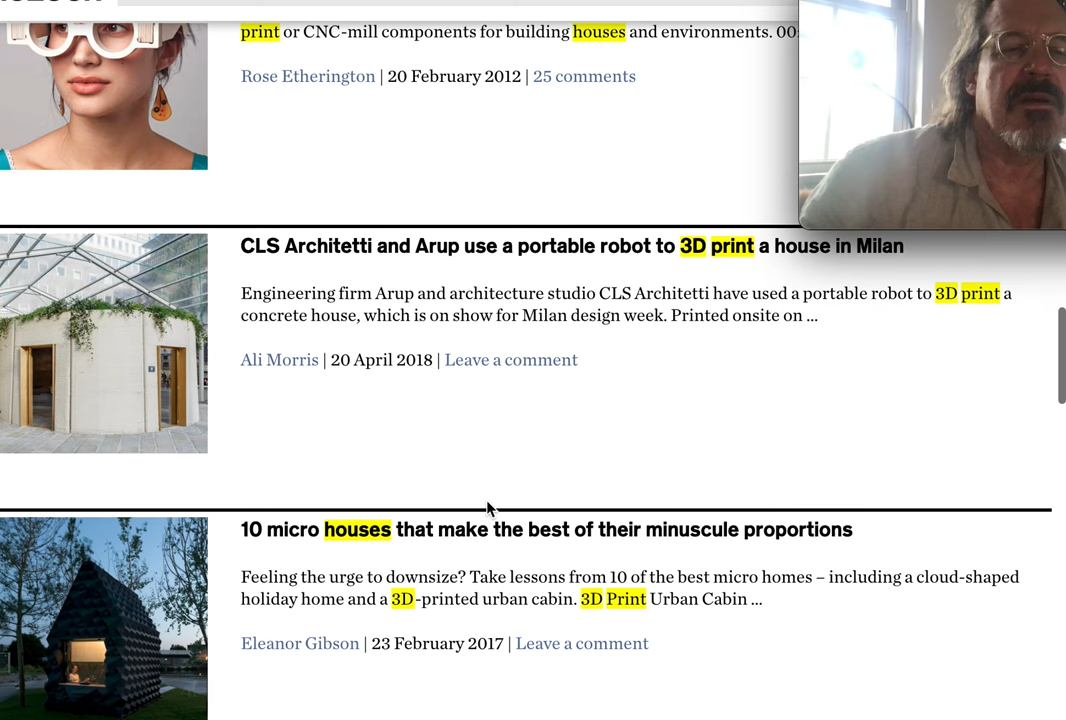 print or CNC-mill components for building houses and environments. 00
Rose Etherington | 20 February 2012 | 25 comments
CLS Architetti and Arup use a portable robot to 3D print a house in Milan
Engineering firm Arup and architecture studio CLS Architetti have used a portable robot to 3D print a
concrete house, which is on show for Milan design week. Printed onsite on ...
Ali Morris | 20 April 2018 | Leave a comment
10 micro houses that make the best of their minuscule proportions
Feeling the urge to downsize? Take lessons from 10 of the best micro homes – including a cloud-shaped
holiday home and a 3D-printed urban cabin. 3D Print Urban Cabin ...
Eleanor Gibson | 23 February 2017 | Leave a comment